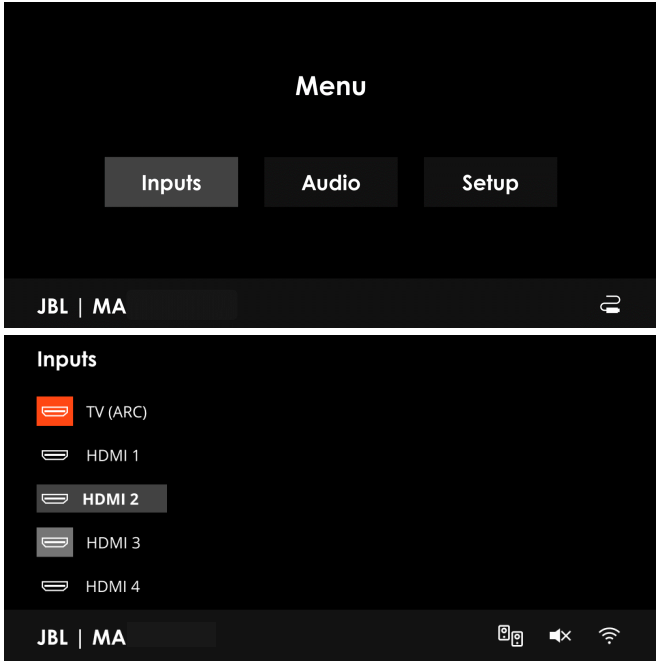 Menu
Inputs Audio Setup
JBL | MA
Inputs
TV (ARC)
HDMI 1
HDMI 2
HDMI 3
HDMI 4
JBL | MA